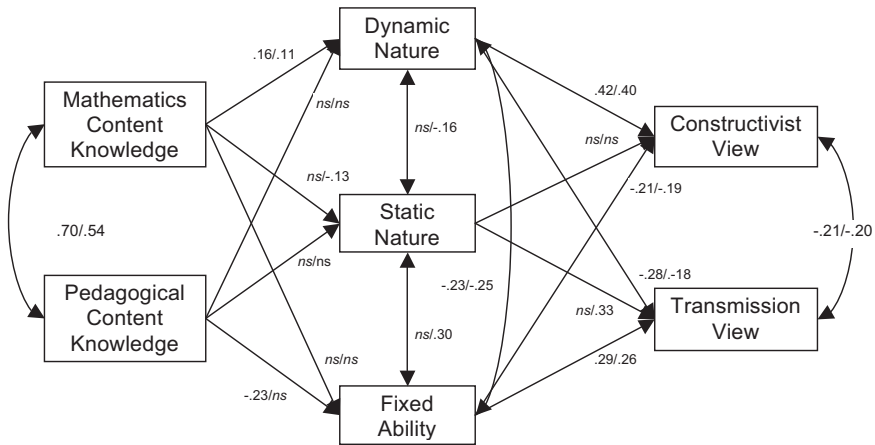 Dynamic
Nature
.16/.11
.42/.40
Mathematics
Content
Knowledge
ns/ns
ns/-.16
ns/ns
Constructivist
View
ns/-.13
-.21/-.19
Static
Nature
.70/.54
-.21/-.20
ns/ns
-.23/-.25
-.28/-.18
Pedagogical
Content
Knowledge
ns/.33
Transmission
View
ns/ns
ns/.30
.29/.26
-.23/ns
Fixed
Ability